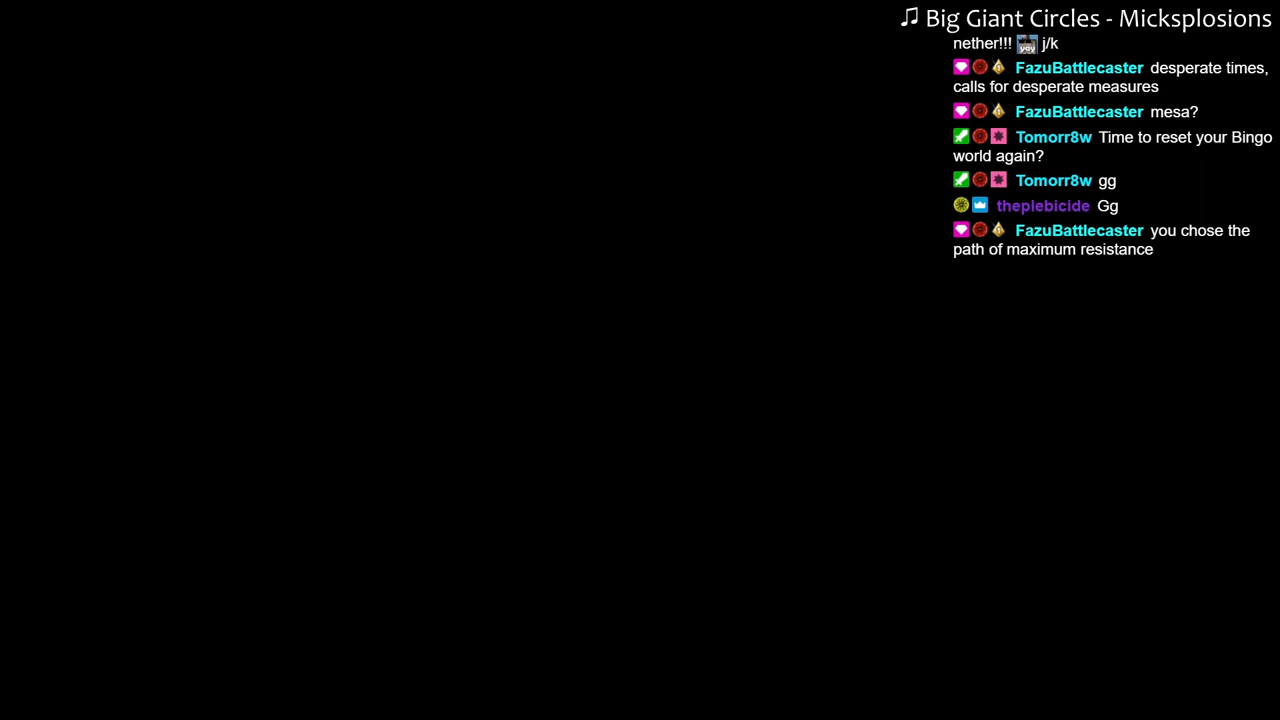 ♫ Big Giant Circles - Micksplosions
nether!!! yay j/k
FazuBattlecaster desperate times,
calls for desperate measures
FazuBattlecaster mesa?
Tomorr8w Time to reset your Bingo
world again?
Tomorr8w gg
theplebicide Gg
FazuBattlecaster you chose the
path of maximum resistance